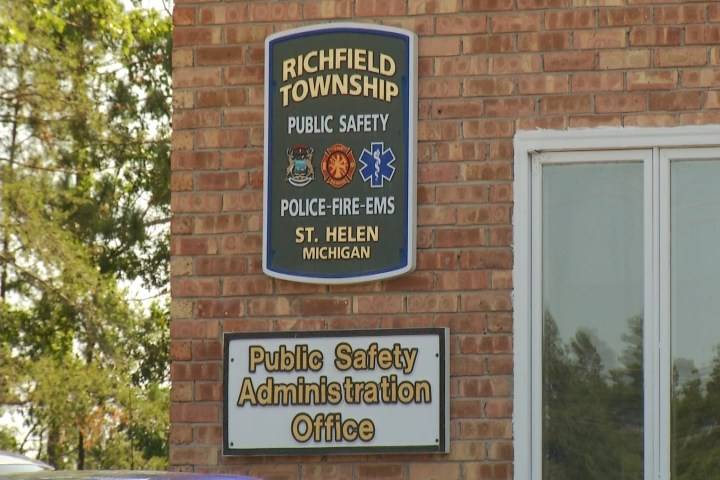 RICHFIELD
TOWNSHIP
PUBLIC SAFETY
POLICE-FIRE-EMS
ST. HELEN
MICHIGAN
Public Safety
Administration
Office